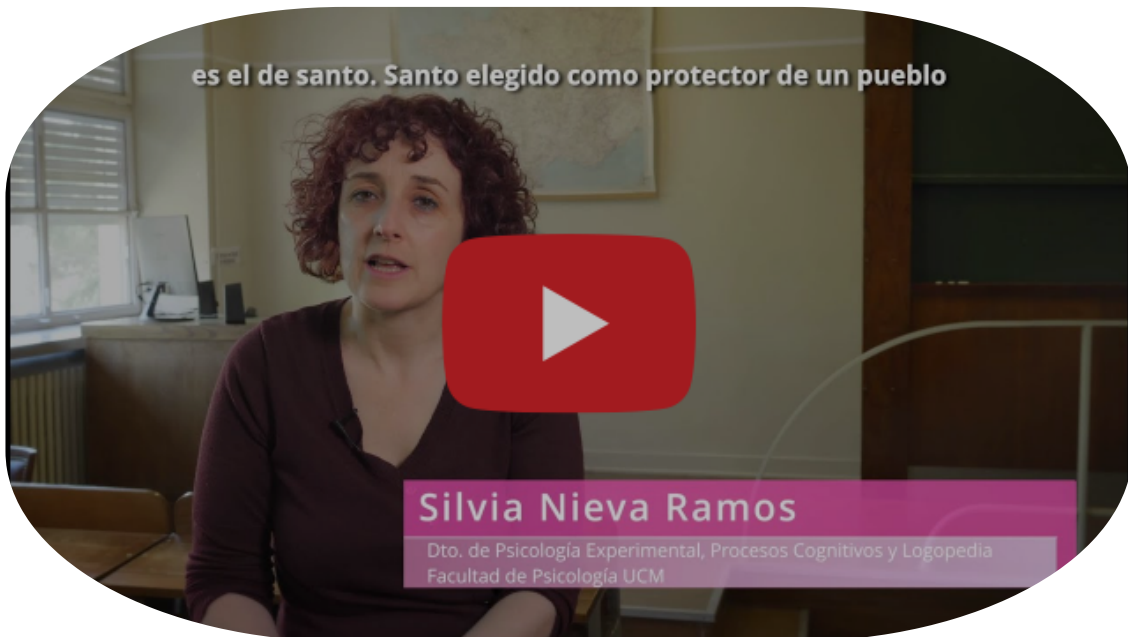 es el de santo. Santo elegido como protector de un pueblo
Silvia Nieva Ramos
Dto. de Psicología Experimental, Procesos Cognitivos y Logopedia
Facultad de Psicología UCM